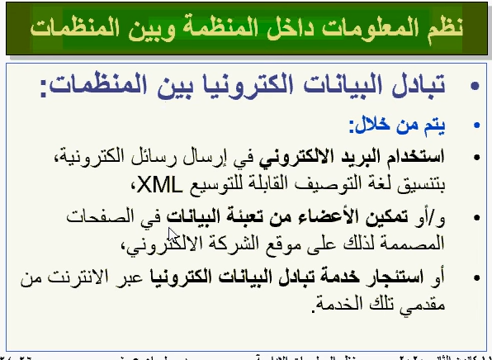 نظم المعلومات داخل المنظمة وبين المنظمات
• تبادل البيانات الكترونيا بين المنظمات:
• يتم من خلال:
• استخدام البريد الالكتروني في إرسال رسائل الكترونية،
بتنسيق لغة التوصيف القابلة للتوسيع XML،
• و/أو تمكين الأعضاء من تعبئة البيانات في الصفحات
المصممة لذلك على موقع الشركة الالكتروني،
• أو استئجار خدمة تبادل البيانات الكترونيا عبر الانترنت من
مقدمي تلك الخدمة.